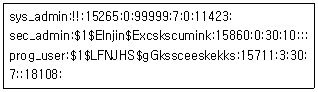 sys_admin:!!:15265:0:99999:7:0:11423:
sec_admin:$1$Elnjin$Excskscumink:15860:0:30:10:::
prog_user:$1$LFNJHS$gGkssceeskekks:15711:3:30:
7::18108: